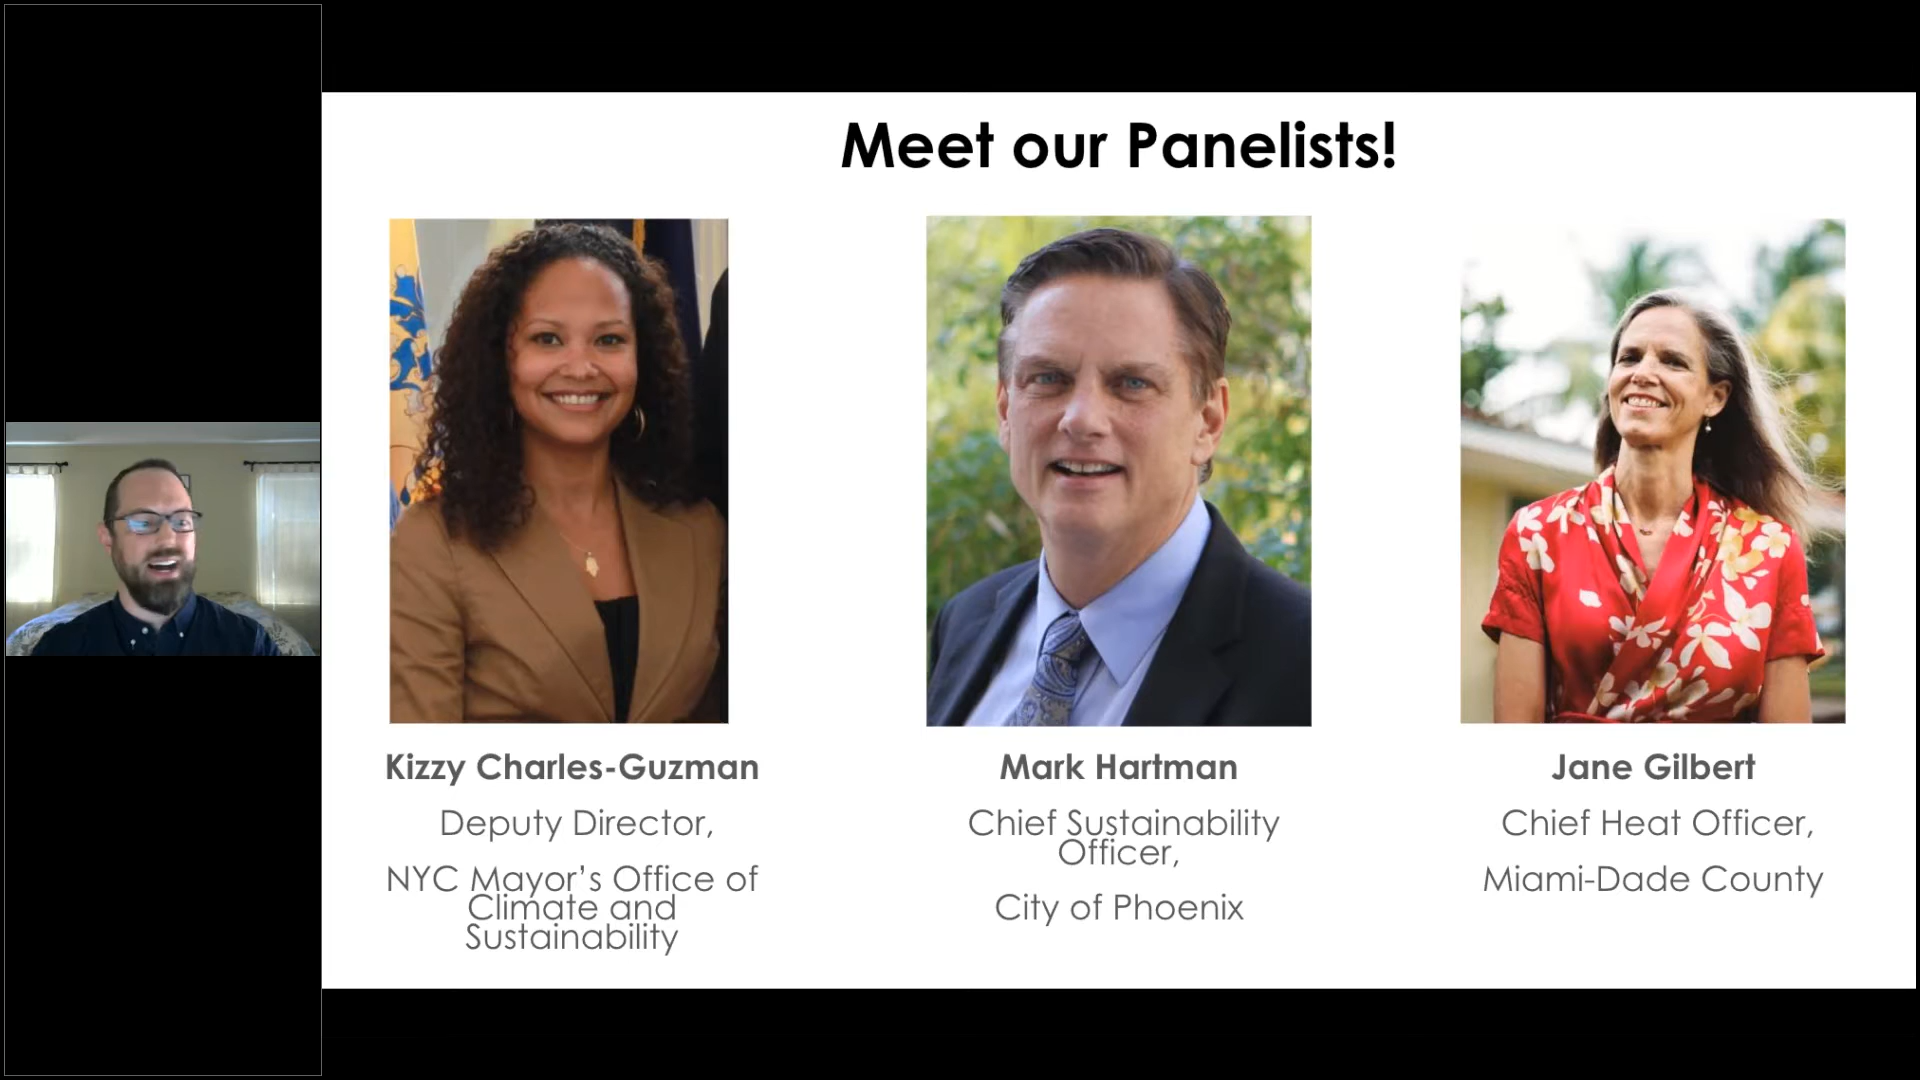 Meet our Panelists!
Kizzy Charles-Guzman
Deputy Director,
NYC Mayor's Office of
Climate and
Sustainability
Mark Hartman
Chief Sustainability
Officer,
City of Phoenix
Jane Gilbert
Chief Heat Officer,
Miami-Dade County